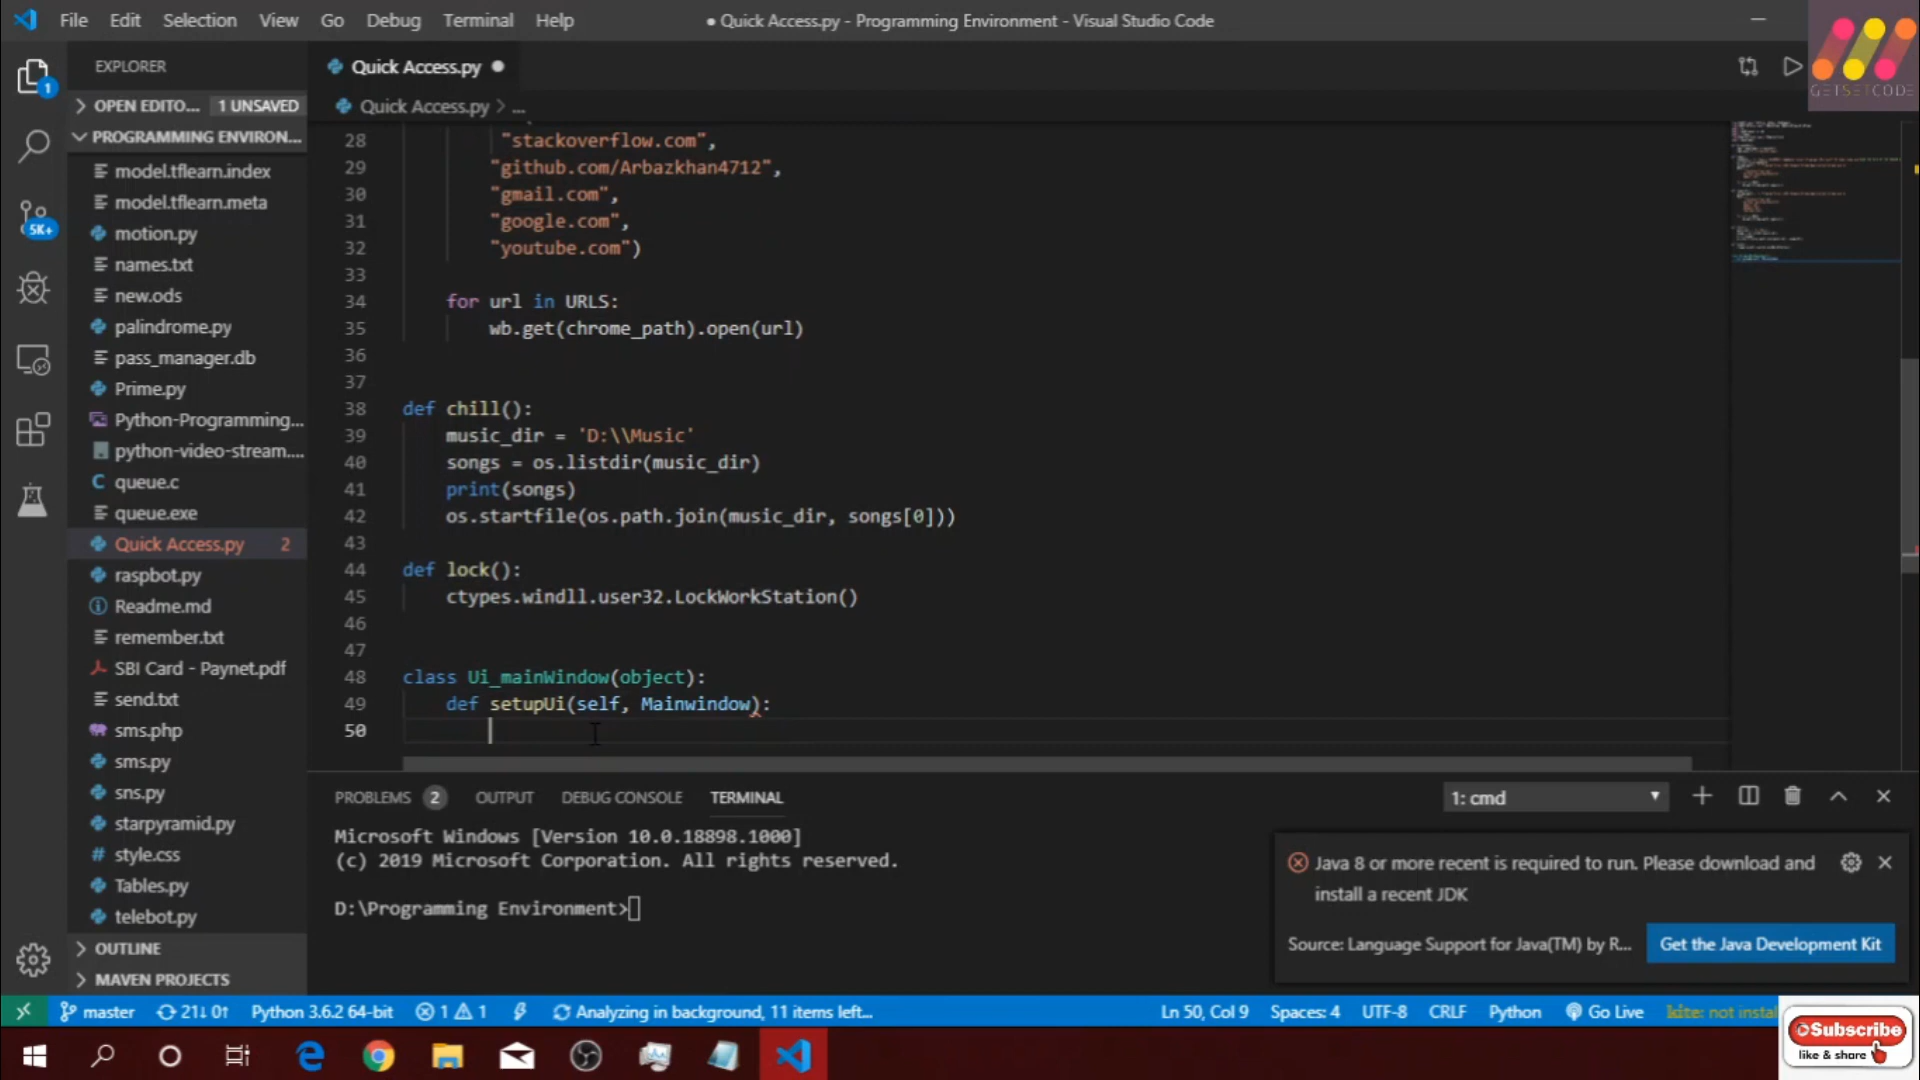 File Edit Selection View Go Debug Terminal Help
● Quick Access.py - Programming Environment - Visual Studio Code
GETSETCODE
EXPLORER
OPEN EDITO... 1 UNSAVED
PROGRAMMING ENVIRON...
model.tflearn.index
model.tflearn.meta
motion.py
names.txt
new.ods
palindrome.py
pass_manager.db
Prime.py
Python-Programming...
python-video-stream....
queue.c
queue.exe
Quick Access.py 2
raspbot.py
Readme.md
remember.txt
SBI Card - Paynet.pdf
send.txt
sms.php
sms.py
sns.py
starpyramid.py
style.css
Tables.py
telebot.py
OUTLINE
MAVEN PROJECTS
1
5K+
Quick Access.py
Quick Access.py > ...
28 "stackoverflow.com",
29 "github.com/Arbazkhan4712",
30 "gmail.com",
31 "google.com",
32 "youtube.com")
33
34 for url in URLS:
35 wb.get(chrome_path).open(url)
36
37
38 def chill():
39 music_dir = 'D:\\Music'
40 songs = os.listdir(music_dir)
41 print(songs)
42 os.startfile(os.path.join(music_dir, songs[0]))
43
44 def lock():
45 ctypes.windll.user32.LockWorkStation()
46
47
48 class Ui_mainWindow(object):
49 def setupUi(self, Mainwindow):
50
PROBLEMS 2 OUTPUT DEBUG CONSOLE TERMINAL
1: cmd
Microsoft Windows [Version 10.0.18898.1000]
(c) 2019 Microsoft Corporation. All rights reserved.
D:\Programming Environment>
Java 8 or more recent is required to run. Please download and
install a recent JDK
Source: Language Support for Java(TM) by R...
Get the Java Development Kit
master 21↓ 0↑ Python 3.6.2 64-bit 1 1 Analyzing in background, 11 items left...
Ln 50, Col 9 Spaces: 4 UTF-8 CRLF Python Go Live kite: not instal
Subscribe
like & share